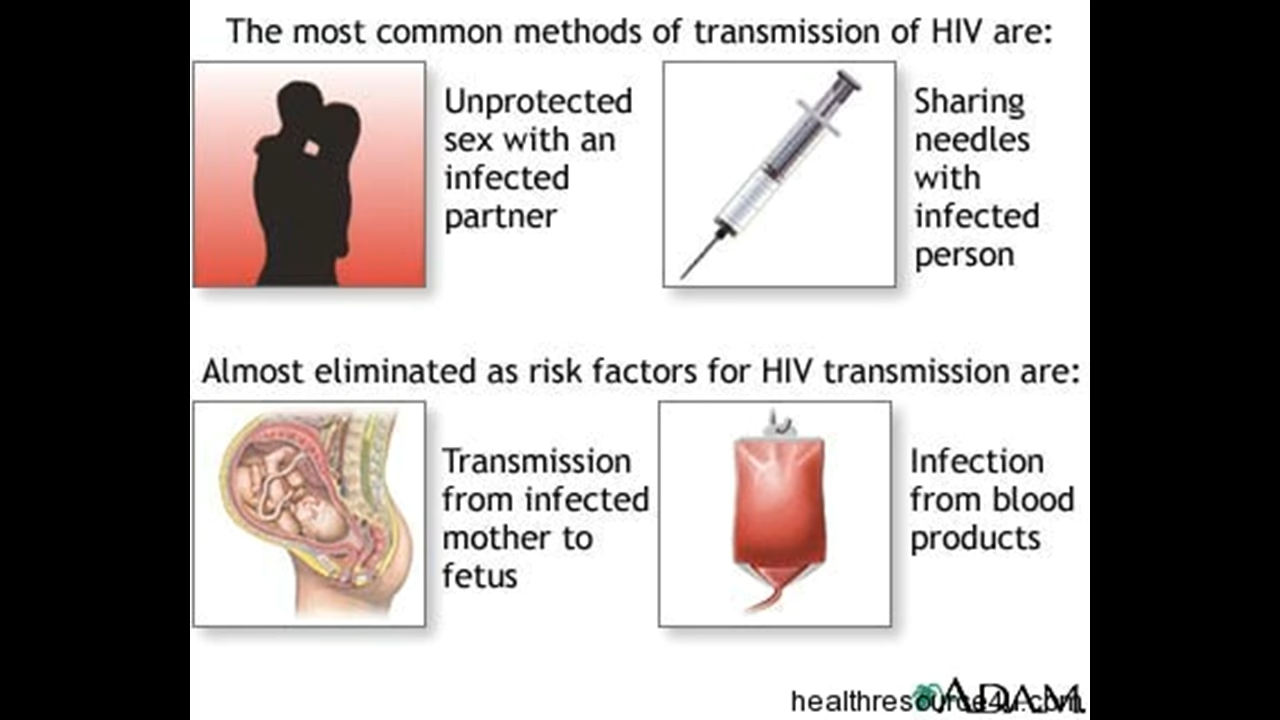 The most common methods of transmission of HIV are:
Unprotected
sex with an
infected
partner
Sharing
needles
with
infected
person
Almost eliminated as risk factors for HIV transmission are:
Transmission
from infected
mother to
fetus
Infection
from blood
products
healthresource4u.com
ADAM